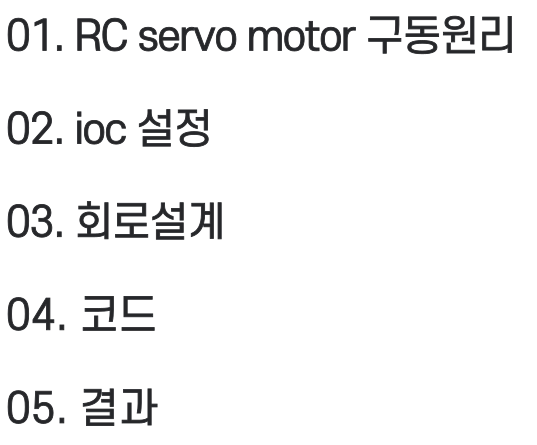 01. RC servo motor 구동원리
02. ioc 설정
03. 회로설계
04. 코드
05. 결과